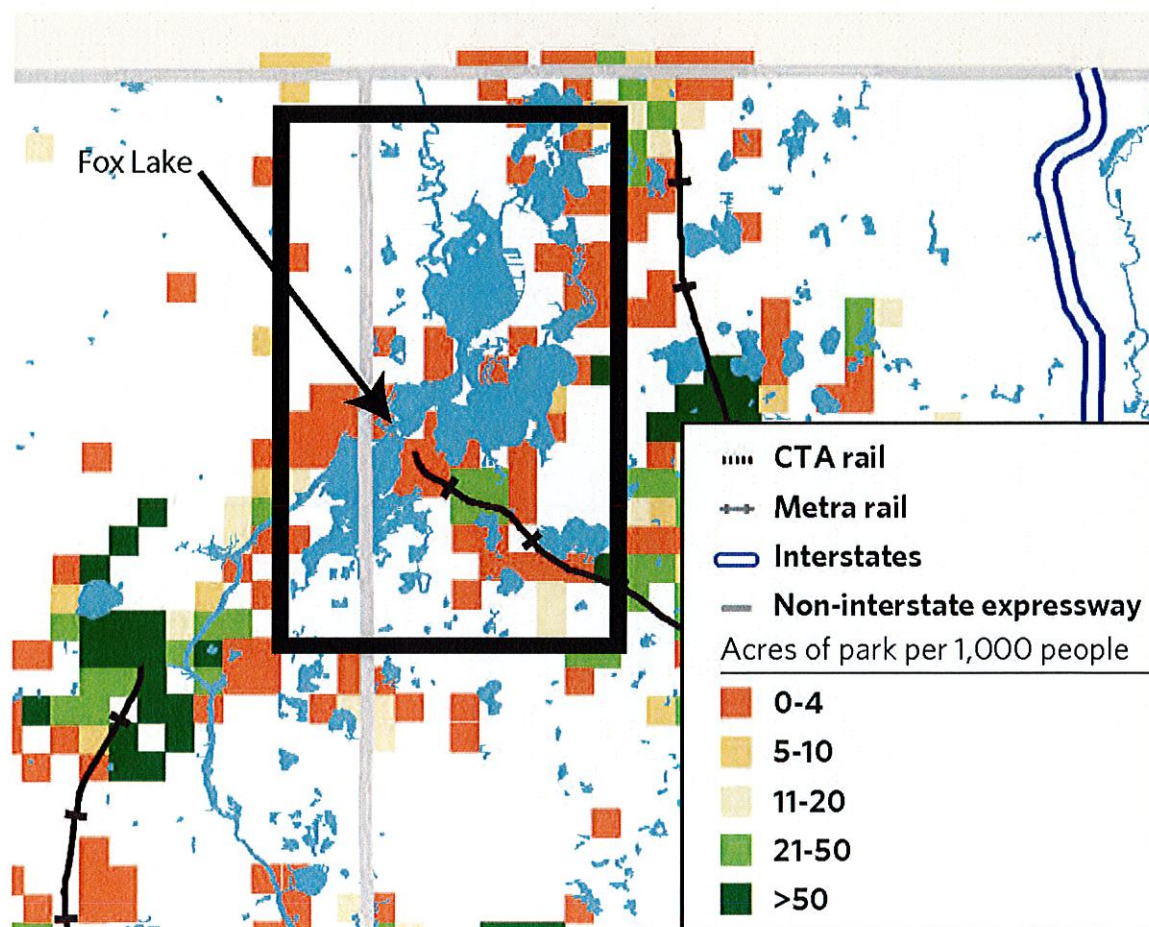 Fox Lake
CTA rail
Metra rail
Interstates
Non-interstate expressway
Acres of park per 1,000 people
0-4
5-10
11-20
21-50
>50